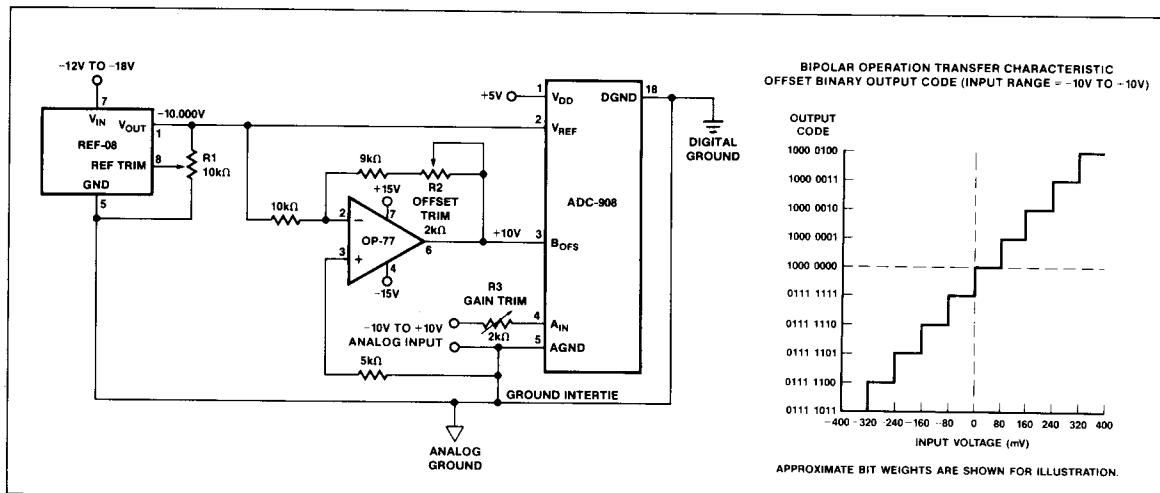 -12V TO -18V
7
VIN
VOUT
1
-10.000V
REF-08
REF TRIM
8
GND
5
R1
10kΩ
10kΩ
9kΩ
R2
OFFSET
TRIM
2kΩ
+15V
7
2
−
OP-77
3
+
6
4
-15V
+10V
5kΩ
+5V
1
VDD
DGND
18
2
VREF
ADC-908
3
BOFS
R3
GAIN TRIM
2kΩ
4
AIN
-10V TO +10V
ANALOG INPUT
5
AGND
GROUND INTERTIE
DIGITAL
GROUND
ANALOG
GROUND
BIPOLAR OPERATION TRANSFER CHARACTERISTIC
OFFSET BINARY OUTPUT CODE (INPUT RANGE = -10V TO -10V)
OUTPUT
CODE
1000 0100
1000 0011
1000 0010
1000 0001
1000 0000
0111 1111
0111 1110
0111 1101
0111 1100
0111 1011
-400 -320 -240 -160 -80 0 80 160 240 320 400
INPUT VOLTAGE (mV)
APPROXIMATE BIT WEIGHTS ARE SHOWN FOR ILLUSTRATION.